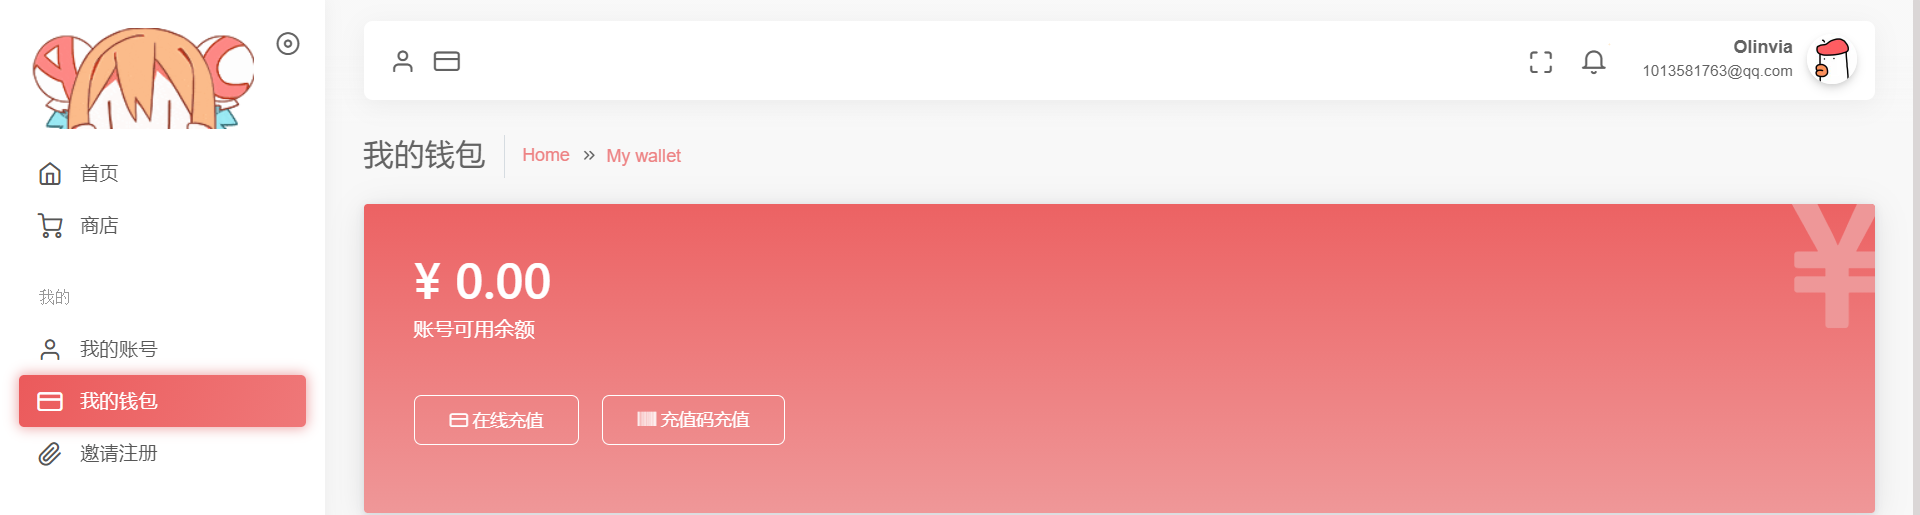 首页
商店
我的
我的账号
我的钱包
邀请注册
Olinvia
1013581763@qq.com
我的钱包
Home » My wallet
¥ 0.00
账号可用余额
在线充值
充值码充值
¥